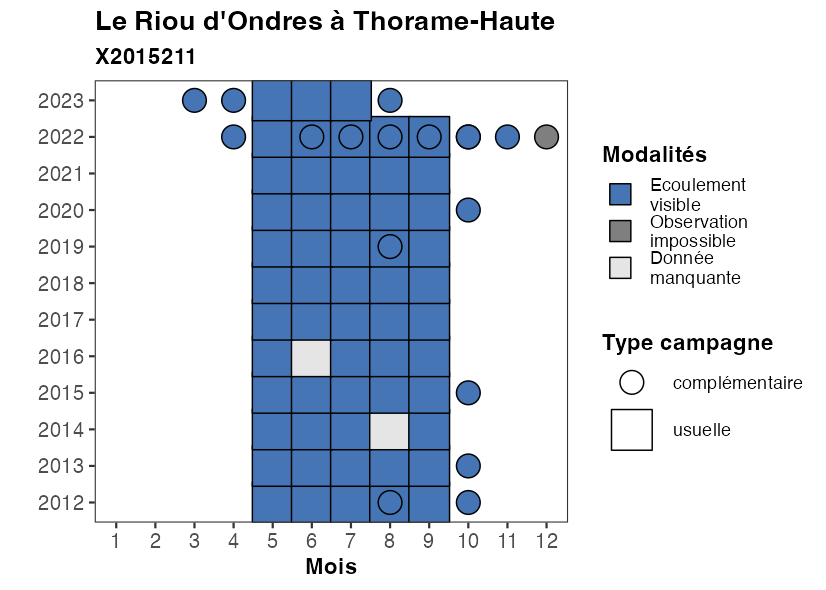 Le Riou d'Ondres à Thorame-Haute
X2015211
2023
2022
2021
2020
2019
2018
2017
2016
2015
2014
2013
2012
1 2 3 4 5 6 7 8 9 10 11 12
Mois
Modalités
Ecoulement
visible
Observation
impossible
Donnée
manquante
Type campagne
complémentaire
usuelle